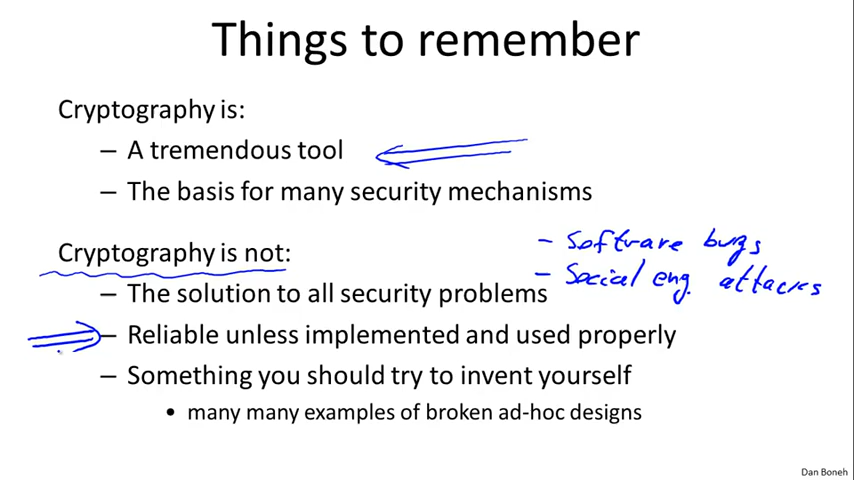 Things to remember
Cryptography is:
– A tremendous tool
– The basis for many security mechanisms
Cryptography is not:
– Software bugs
– Social eng. attacks
– The solution to all security problems
– Reliable unless implemented and used properly
– Something you should try to invent yourself
• many many examples of broken ad-hoc designs
Dan Boneh